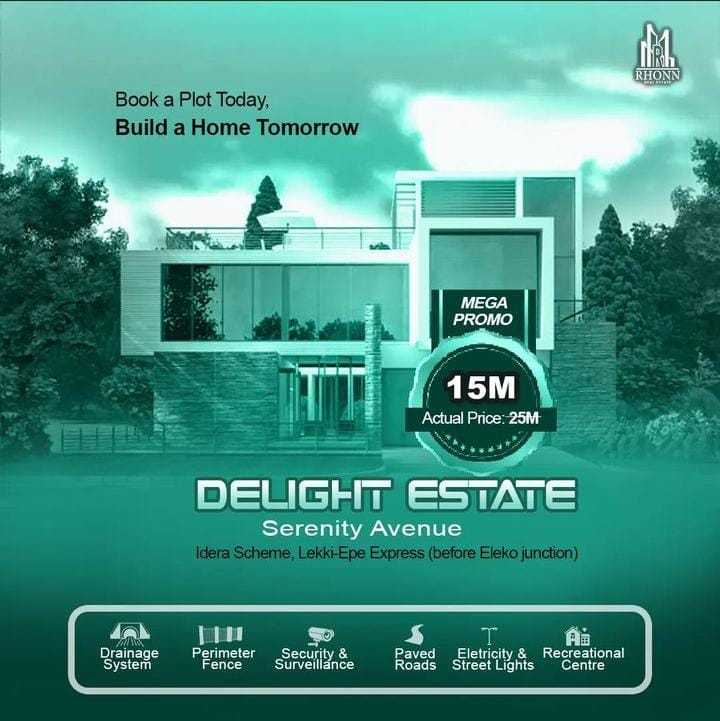 RHONN
REAL ESTATE
Book a Plot Today,
Build a Home Tomorrow
MEGA
PROMO
15M
Actual Price: 25M
DELIGHT ESTATE
Serenity Avenue
Idera Scheme, Lekki-Epe Express (before Eleko junction)
Drainage
System
Perimeter
Fence
Security &
Surveillance
Paved
Roads
Eletricity &
Street Lights
Recreational
Centre